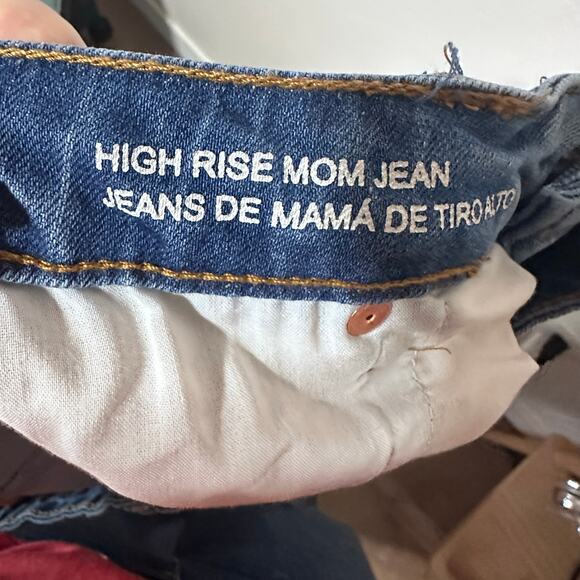 HIGH RISE MOM JEAN
JEANS DE MAMÁ DE TIRO ALTO